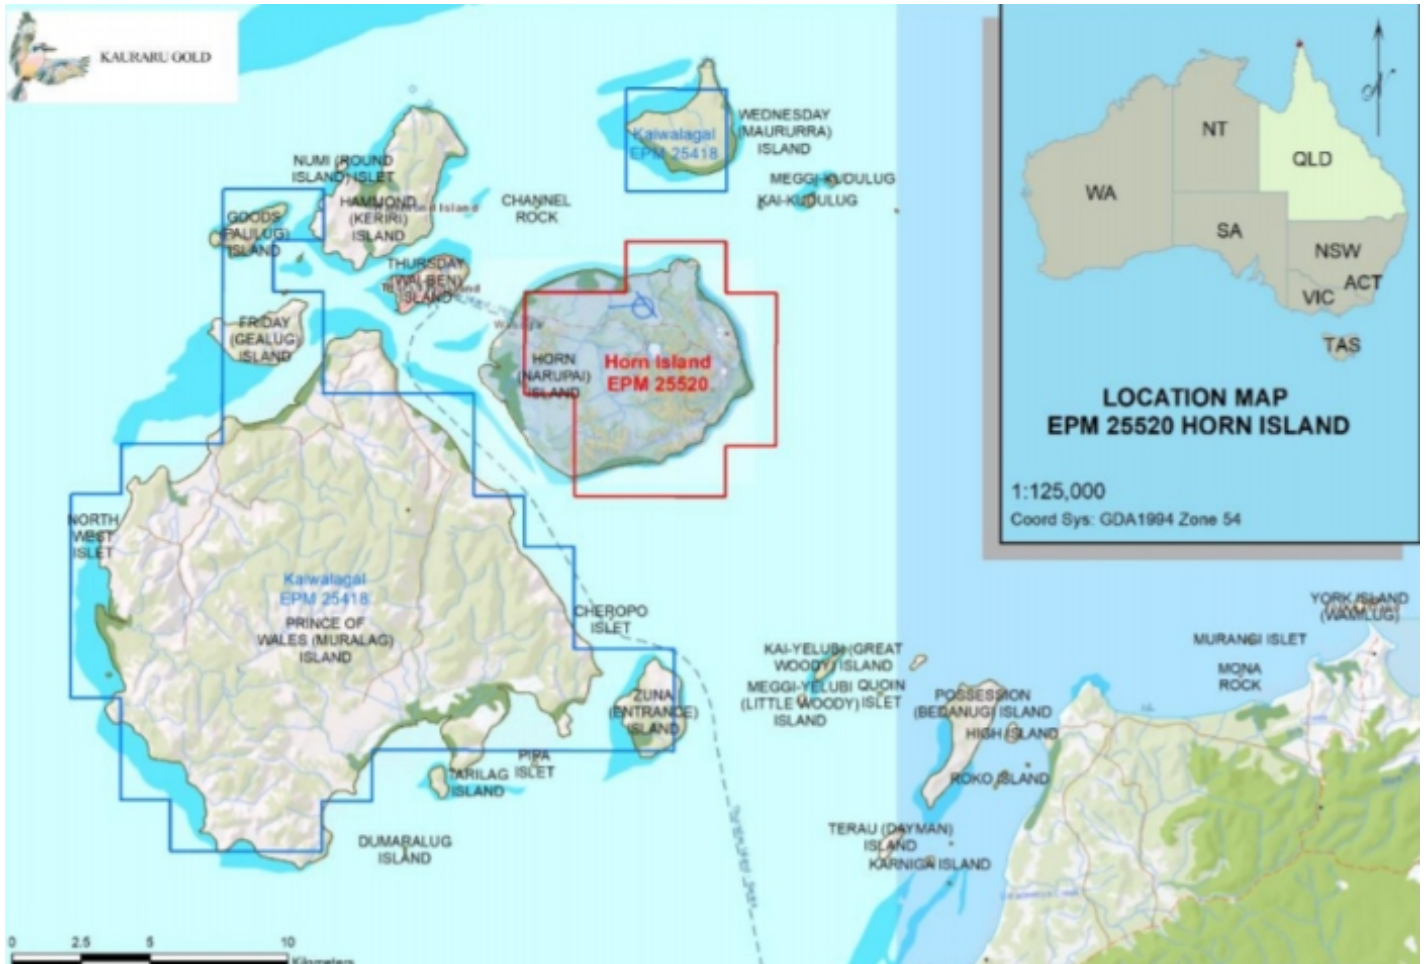 KAURARU GOLD
WEDNESDAY
(MAURURRA)
ISLAND
Kaiwalagal
EPM 25418
NUMI (ROUND
ISLAND) ISLET
MEGGI-KUDULUG
KAI-KUDULUG
HAMMOND
(KERIRI)
ISLAND
CHANNEL
ROCK
GOODS
(PALILUG)
ISLAND
THURSDAY
(WAI-BEN)
ISLAND
FRIDAY
(GEALUG)
ISLAND
HORN
(NARUPAI)
ISLAND
Horn Island
EPM 25520
NORTH
WEST
ISLET
Kaiwalagal
EPM 25418
PRINCE OF
WALES (MURALAG)
ISLAND
CHEROPO
ISLET
ZUNA
(ENTRANCE)
ISLAND
PIPA
ISLET
TARILAG
ISLAND
DUMARALUG
ISLAND
KAI-YELUBI (GREAT
WOODY) ISLAND
MEGGI-YELUBI
(LITTLE WOODY)
ISLAND
QUOIN
ISLET
POSSESSION
(BEDANUG) ISLAND
HIGH ISLAND
ROKO ISLAND
TERAU (DAYMAN)
ISLAND
KARNIGA ISLAND
YORK ISLAND
(WAMILUG)
MURANGI ISLET
MONA
ROCK
N
WA
NT
QLD
SA
NSW
ACT
VIC
TAS
LOCATION MAP
EPM 25520 HORN ISLAND
1:125,000
Coord Sys: GDA1994 Zone 54
0 2.5 5 10
Kilometers